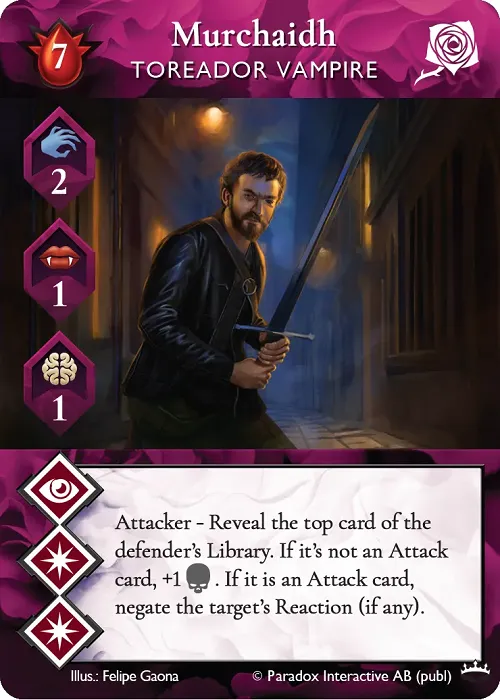 7
Murchaidh
TOREADOR VAMPIRE
2
1
1
Attacker - Reveal the top card of the
defender's Library. If it's not an Attack
card, +1 . If it is an Attack card,
negate the target's Reaction (if any).
Illus.: Felipe Gaona
© Paradox Interactive AB (publ)